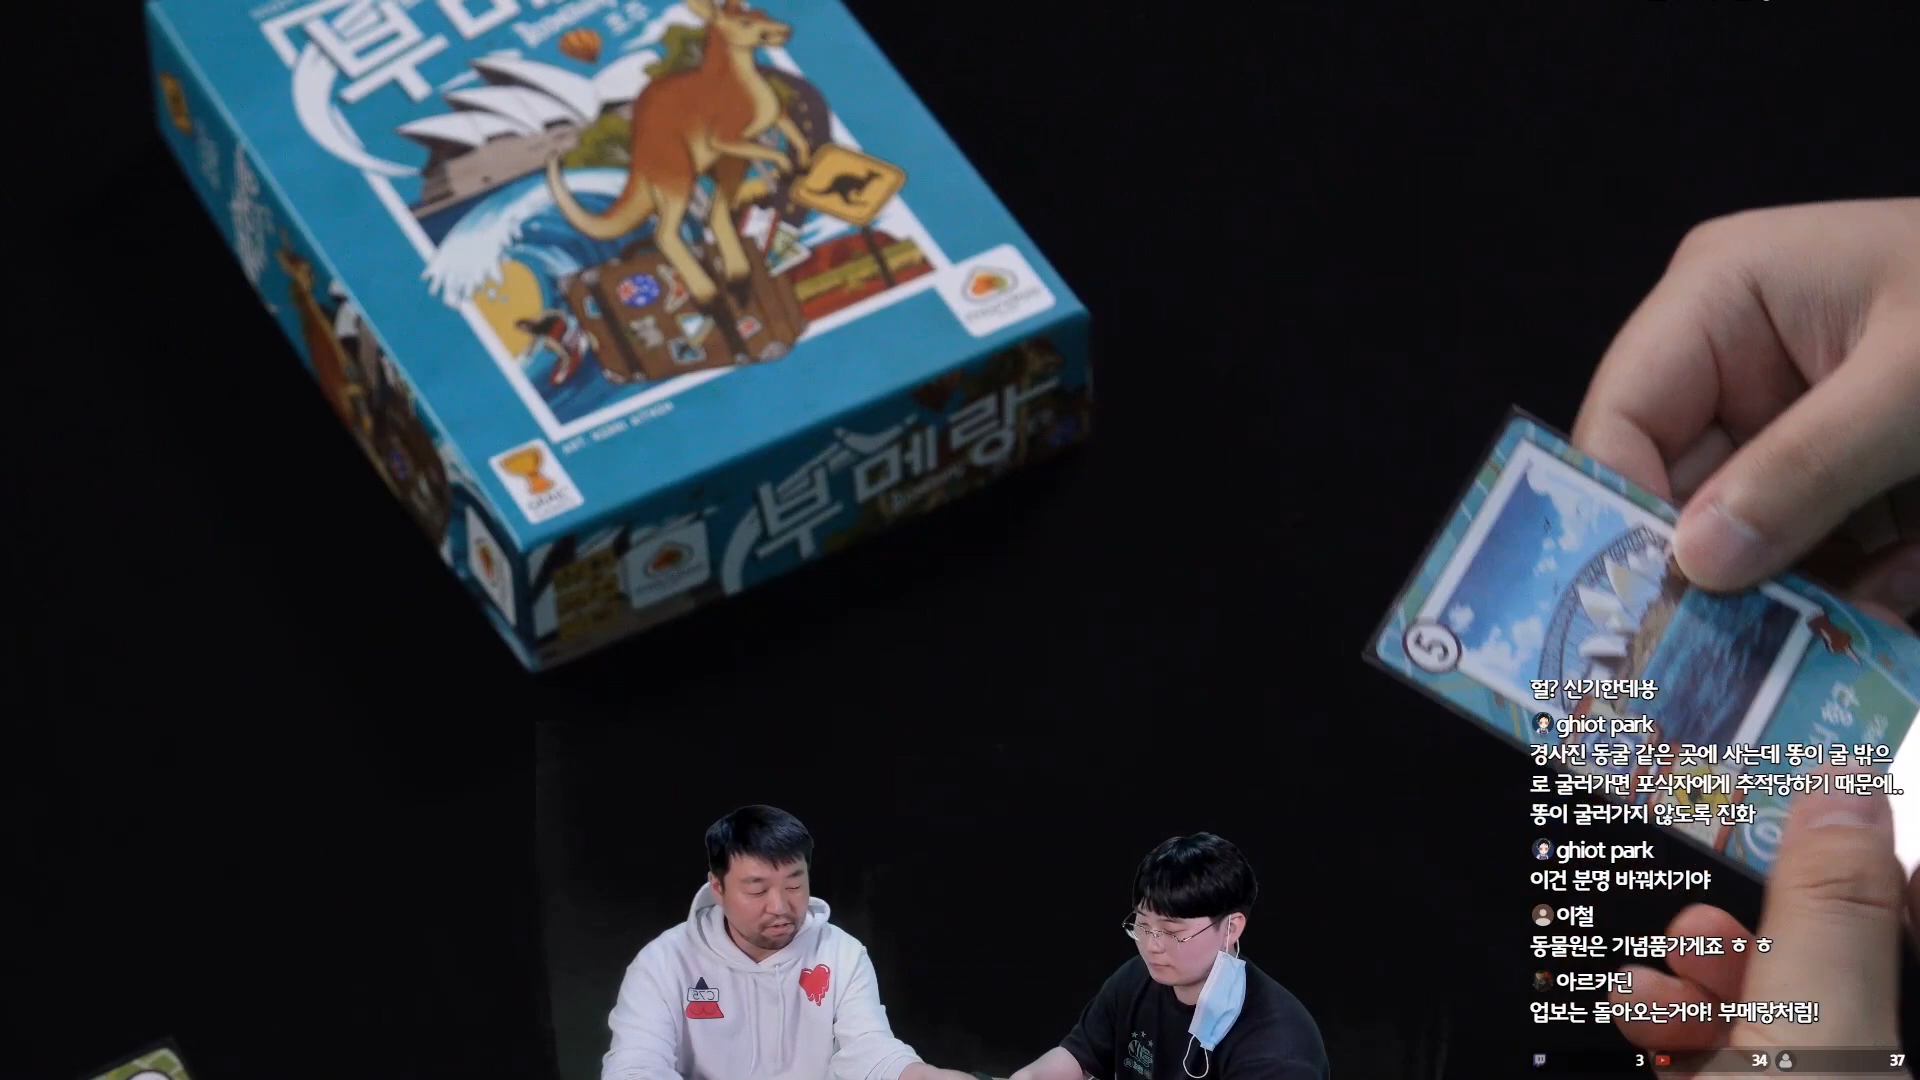 부메
호주
부메랑
5
헐? 신기한데용
ghiot park
경사진 동굴 같은 곳에 사는데 똥이 굴 밖으
로 굴러가면 포식자에게 추적당하기 때문에..
똥이 굴러가지 않도록 진화
ghiot park
이건 분명 바꿔치기야
이철
동물원은 기념품가게죠 ㅎ ㅎ
아르카딘
업보는 돌아오는거야! 부메랑처럼!
3 34 37